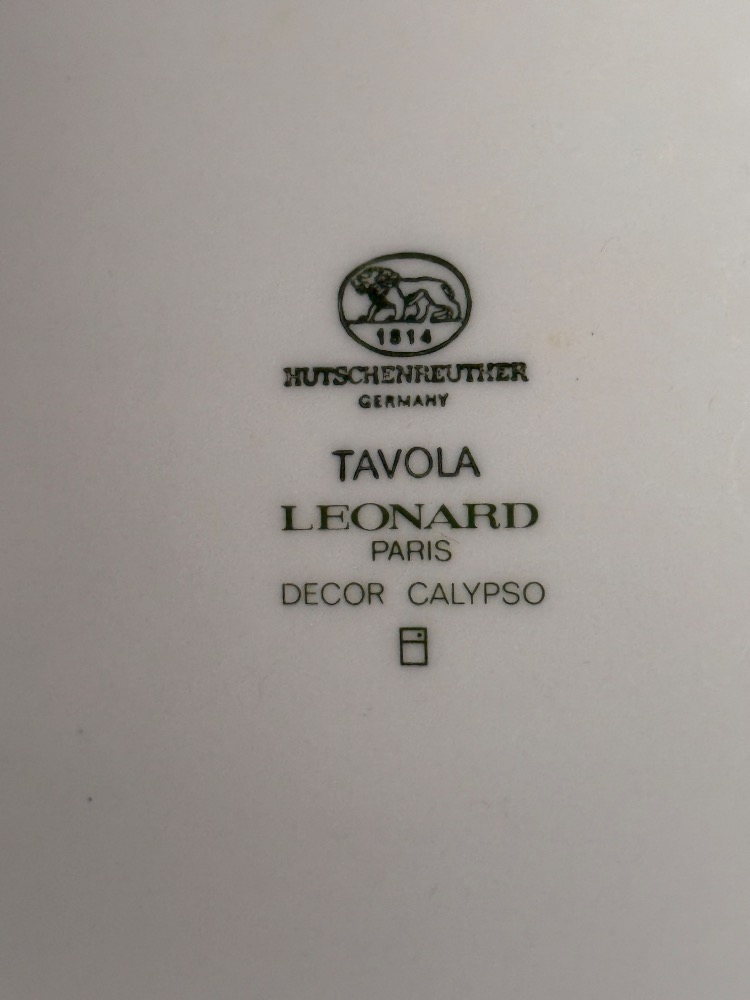 1814
HUTSCHENREUTHER
GERMANY
TAVOLA
LEONARD
PARIS
DECOR CALYPSO